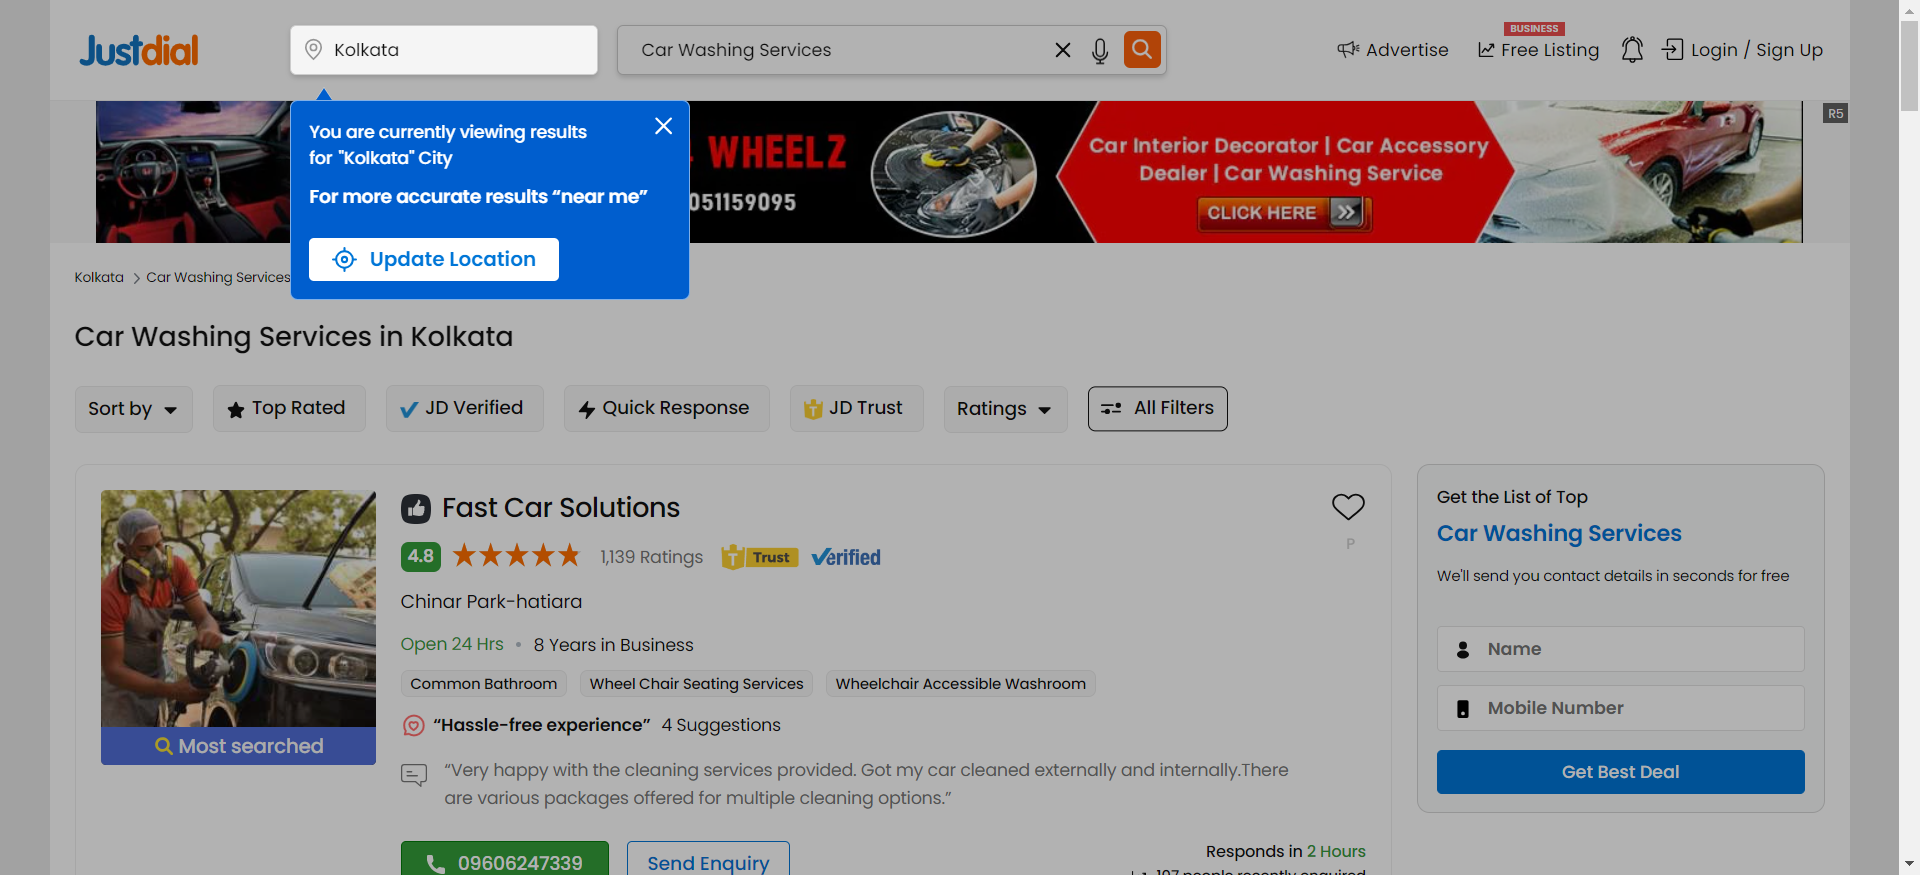 Justdial
Kolkata
Car Washing Services
Advertise
BUSINESS
Free Listing
Login / Sign Up
You are currently viewing results
for "Kolkata" City
For more accurate results “near me”
Update Location
WHEELZ
051159095
Car Interior Decorator | Car Accessory
Dealer | Car Washing Service
CLICK HERE
R5
Kolkata > Car Washing Services
Car Washing Services in Kolkata
Sort by
Top Rated
JD Verified
Quick Response
T JD Trust
Ratings
All Filters
Fast Car Solutions
4.8
1,139 Ratings
T Trust
Verified
P
Chinar Park-hatiara
Open 24 Hrs • 8 Years in Business
Common Bathroom
Wheel Chair Seating Services
Wheelchair Accessible Washroom
“Hassle-free experience” 4 Suggestions
“Very happy with the cleaning services provided. Got my car cleaned externally and internally.There
are various packages offered for multiple cleaning options.”
Most searched
09606247339
Send Enquiry
Responds in 2 Hours
197 people recently enquired
Get the List of Top
Car Washing Services
We'll send you contact details in seconds for free
Name
Mobile Number
Get Best Deal